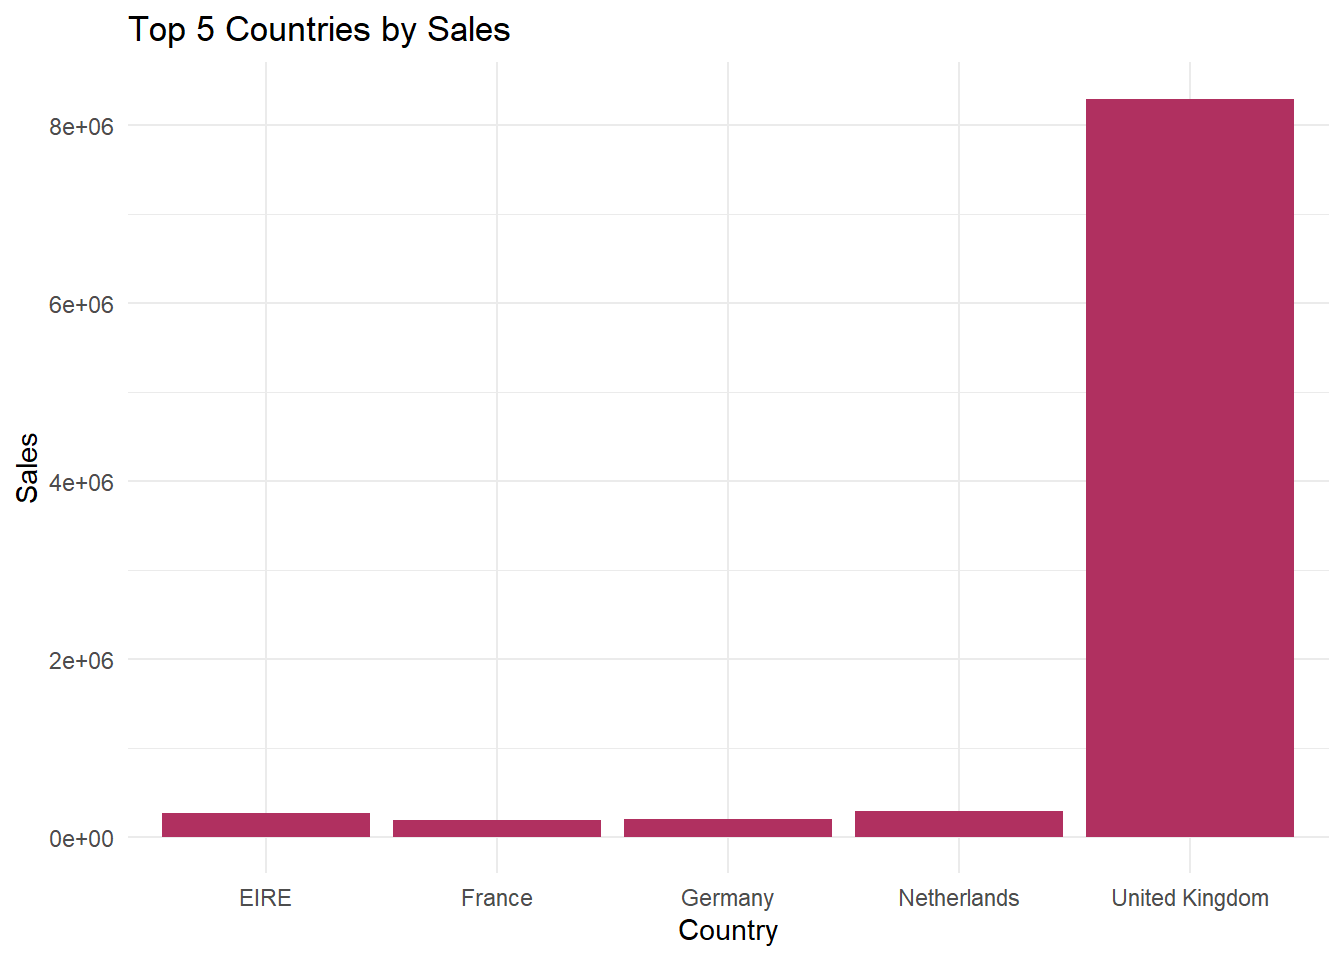 Top 5 Countries by Sales
8e+06
6e+06
4e+06
2e+06
0e+00
Sales
EIRE France Germany Netherlands United Kingdom
Country